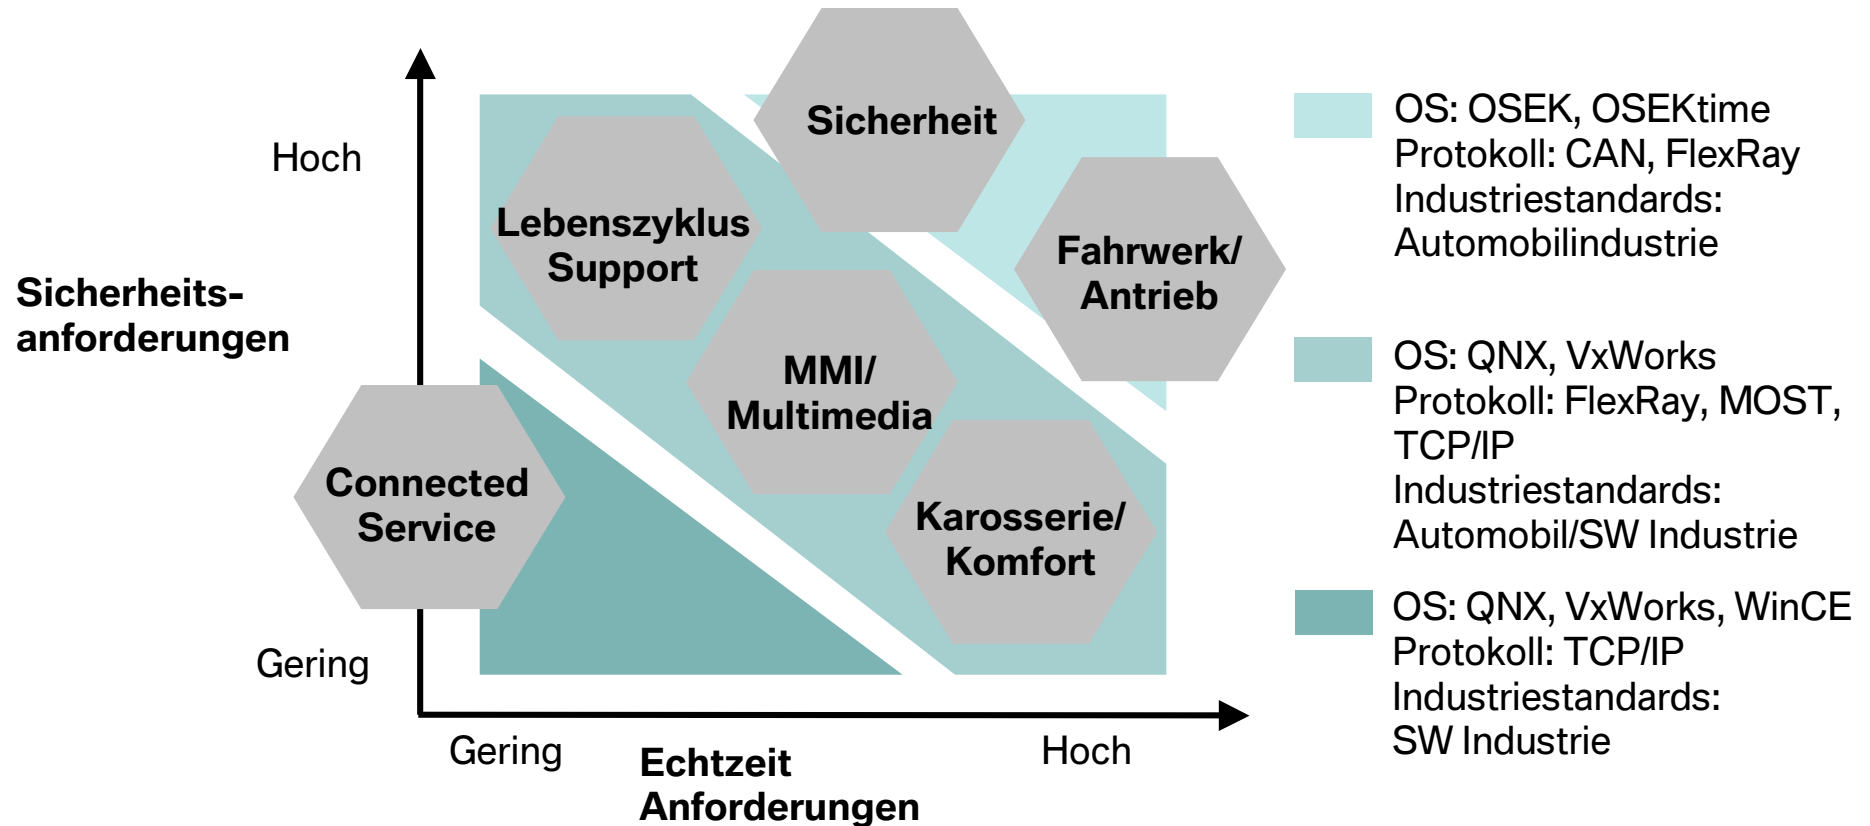 Sicherheit
Hoch
Lebenszyklus
Support
Fahrwerk/
Antrieb
Sicherheits-
anforderungen
MMI/
Multimedia
Connected
Service
Karosserie/
Komfort
Gering
Gering
Echtzeit
Anforderungen
Hoch
OS: OSEK, OSEKtime
Protokoll: CAN, FlexRay
Industriestandards:
Automobilindustrie
OS: QNX, VxWorks
Protokoll: FlexRay, MOST,
TCP/IP
Industriestandards:
Automobil/SW Industrie
OS: QNX, VxWorks, WinCE
Protokoll: TCP/IP
Industriestandards:
SW Industrie